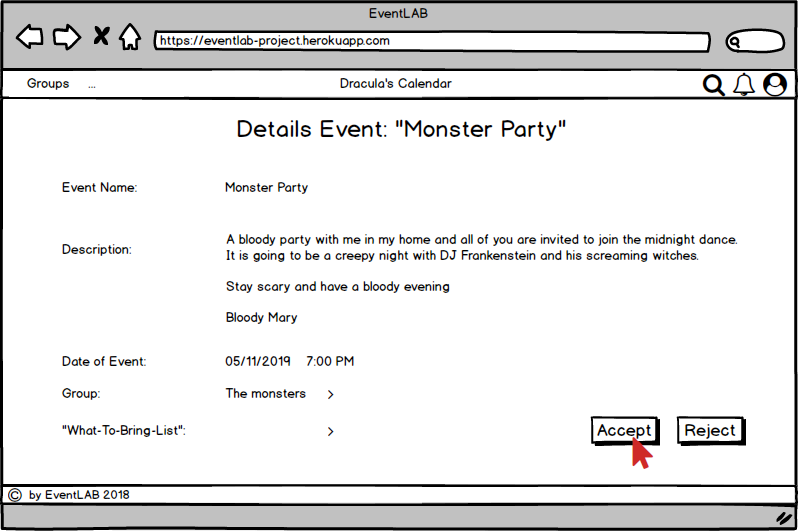 EventLAB
https://eventlab-project.herokuapp.com
Groups ... Dracula's Calendar
Details Event: "Monster Party"
Event Name: Monster Party
Description:
A bloody party with me in my home and all of you are invited to join the midnight dance.
It is going to be a creepy night with DJ Frankenstein and his screaming witches.
Stay scary and have a bloody evening
Bloody Mary
Date of Event: 05/11/2019 7:00 PM
Group: The monsters >
"What-To-Bring-List": >
Accept Reject
© by EventLAB 2018